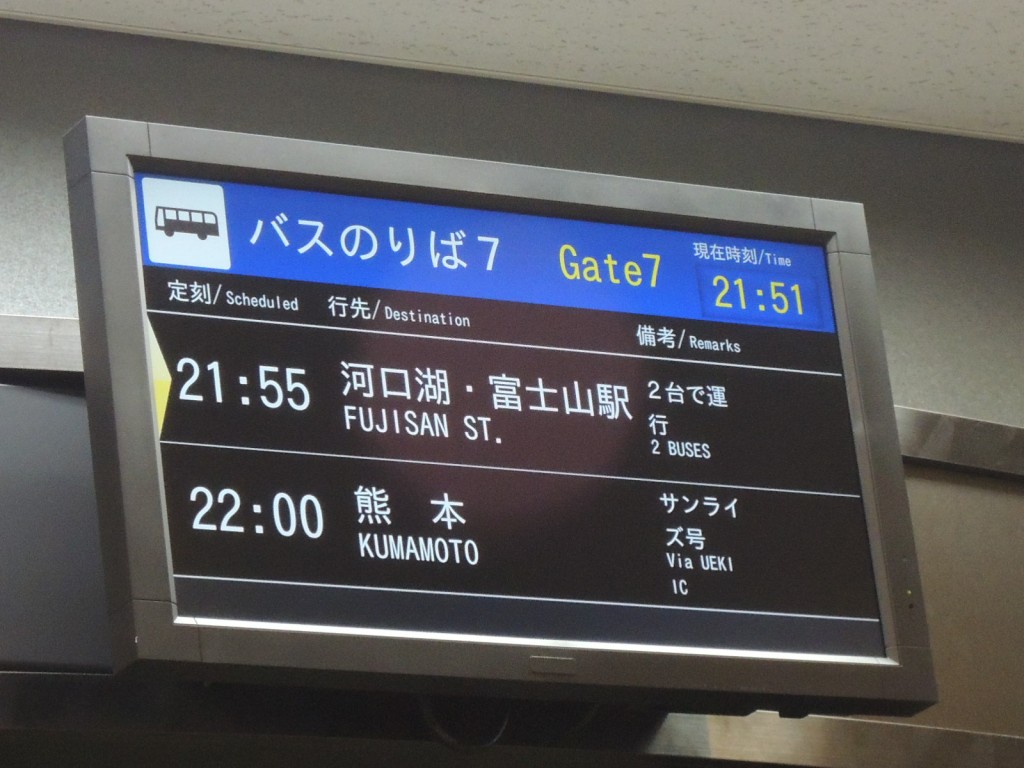 バスのりば7 Gate7 現在時刻/Time
21:51
定刻/Scheduled 行先/Destination 備考/Remarks
21:55 河口湖・富士山駅 2台で運
行
FUJISAN ST. 2 BUSES
22:00 熊 本 サンライ
ズ号
KUMAMOTO Via UEKI
IC